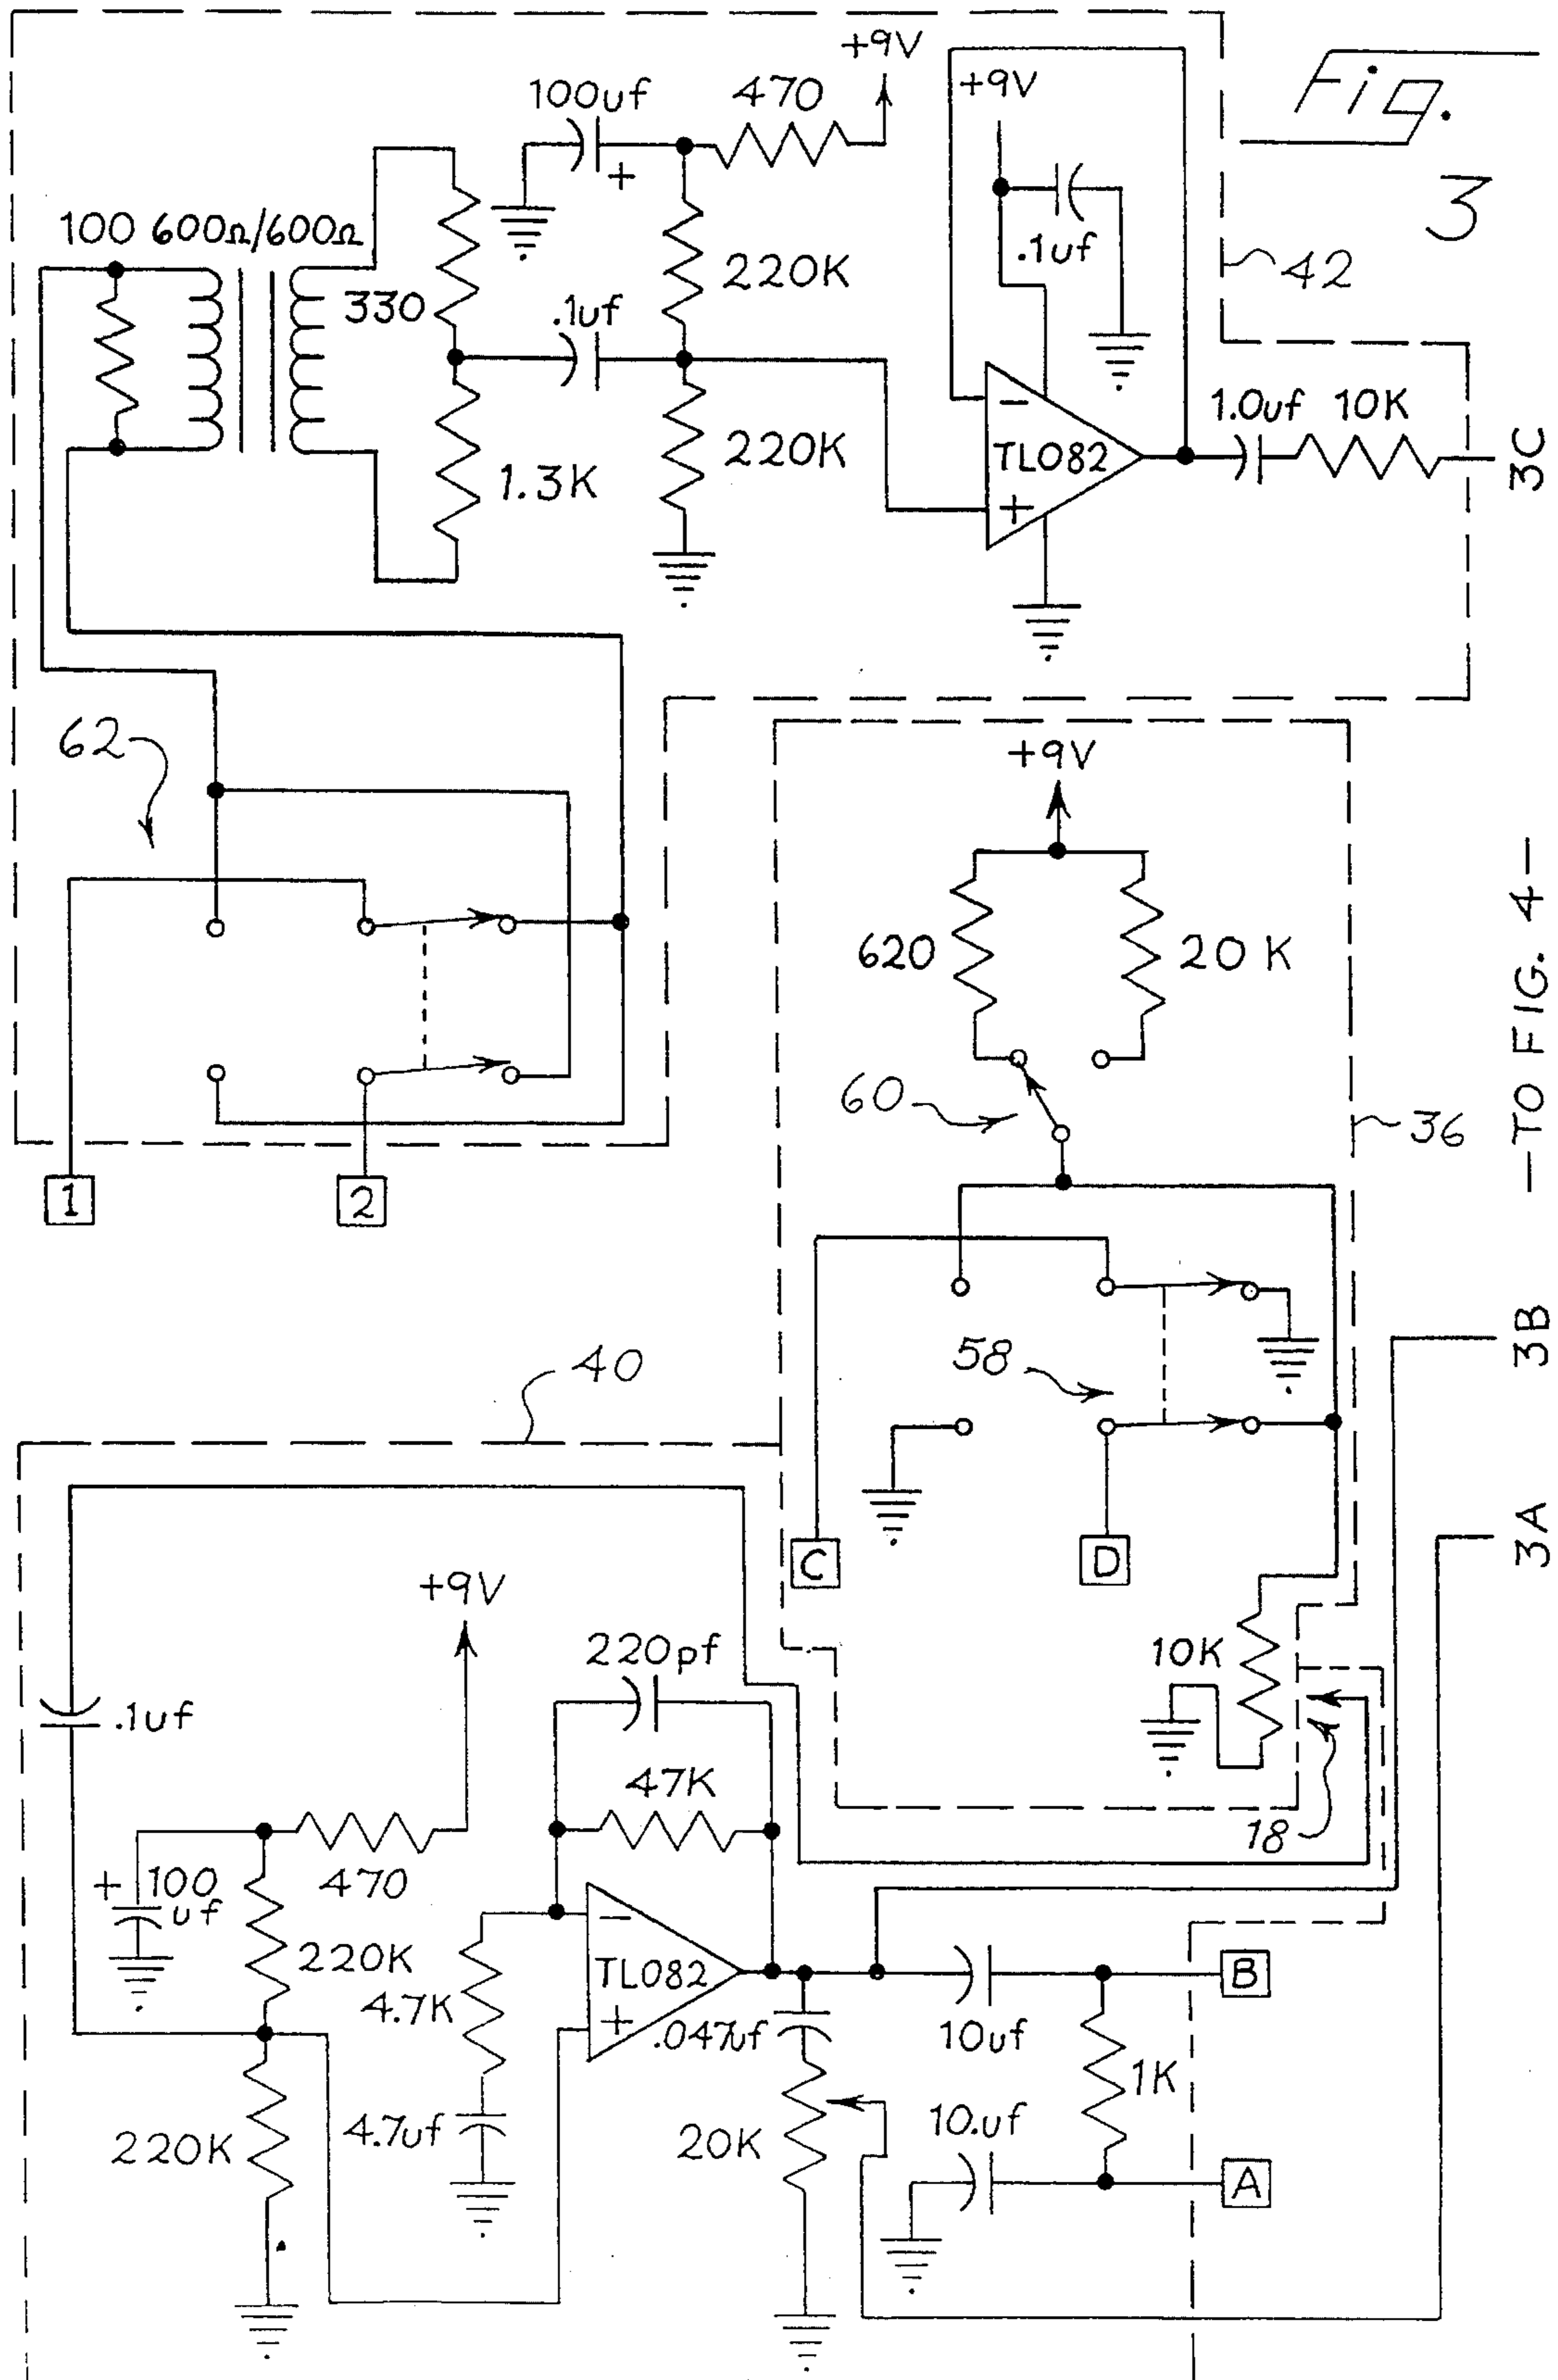 Fig.
3
+9V
100uf
470
+9V
100
600Ω/600Ω
330
220K
.1uf
42
.1uf
220K
1.3K
−
TL082
+
1.0uf
10K
3C
+
62
+9V
620
20 K
60
36
-TO FIG. 4-
1
2
58
3B
40
C
D
3A
+9V
220pf
10K
.1uf
47K
18
+
100
uf
470
220K
4.7K
−
TL082
+
.047uf
10uf
B
1K
220K
4.7uf
20K
10.uf
A